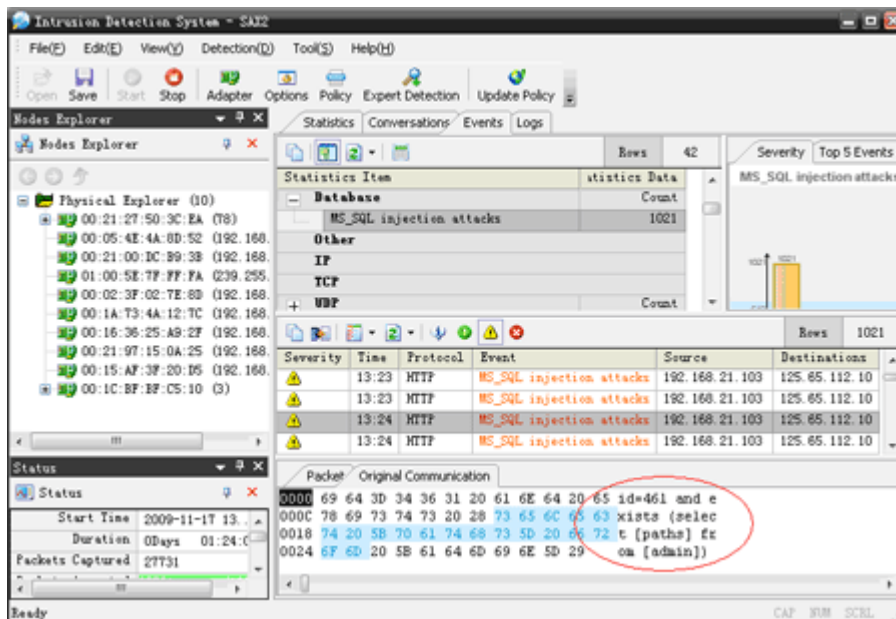 Intrusion Detection System - SAX2
File(F) Edit(E) View(V) Detection(D) Tool(S) Help(H)
Open Save Start Stop Adapter Options Policy Expert Detection Update Policy
Nodes Explorer
Nodes Explorer
Physical Explorer (10)
00:21:27:50:3C:EA (78)
00:05:4E:4A:8D:52 (192.168.
00:21:00:DC:B9:3B (192.168.
01:00:5E:7F:FF:FA (239.255.
00:02:3F:02:7E:8D (192.168.
00:1A:73:4A:12:7C (192.168.
00:16:36:25:A9:2F (192.168.
00:21:97:15:0A:25 (192.168.
00:15:AF:3F:20:D5 (192.168.
00:1C:BF:BF:C5:10 (3)
Status
Status
Start Time 2009-11-17 13..
Duration 0Days 01:24:0
Packets Captured 27731
Statistics Conversations Events Logs
Rows 42
Statistics Item atistics Data
Database Count
MS_SQL injection attacks 1021
Other
IP
TCP
UDP Count
Severity Top 5 Events
MS_SQL injection attacks
1021 1021
Rows 1021
Severity Time Protocol Event Source Destinations
13:23 HTTP MS_SQL injection attacks 192.168.21.103 125.65.112.10
13:23 HTTP MS_SQL injection attacks 192.168.21.103 125.65.112.10
13:24 HTTP MS_SQL injection attacks 192.168.21.103 125.65.112.10
13:24 HTTP MS_SQL injection attacks 192.168.21.103 125.65.112.10
Packet Original Communication
0000 69 64 3D 34 36 31 20 61 6E 64 20 65 id=461 and e
000C 78 69 73 74 73 20 28 73 65 6C 65 63 xists (selec
0018 74 20 5B 70 61 74 68 73 5D 20 66 72 t [paths] fr
0024 6F 6D 20 5B 61 64 6D 69 6E 5D 29 om [admin])
Ready
CAP NUM SCRL